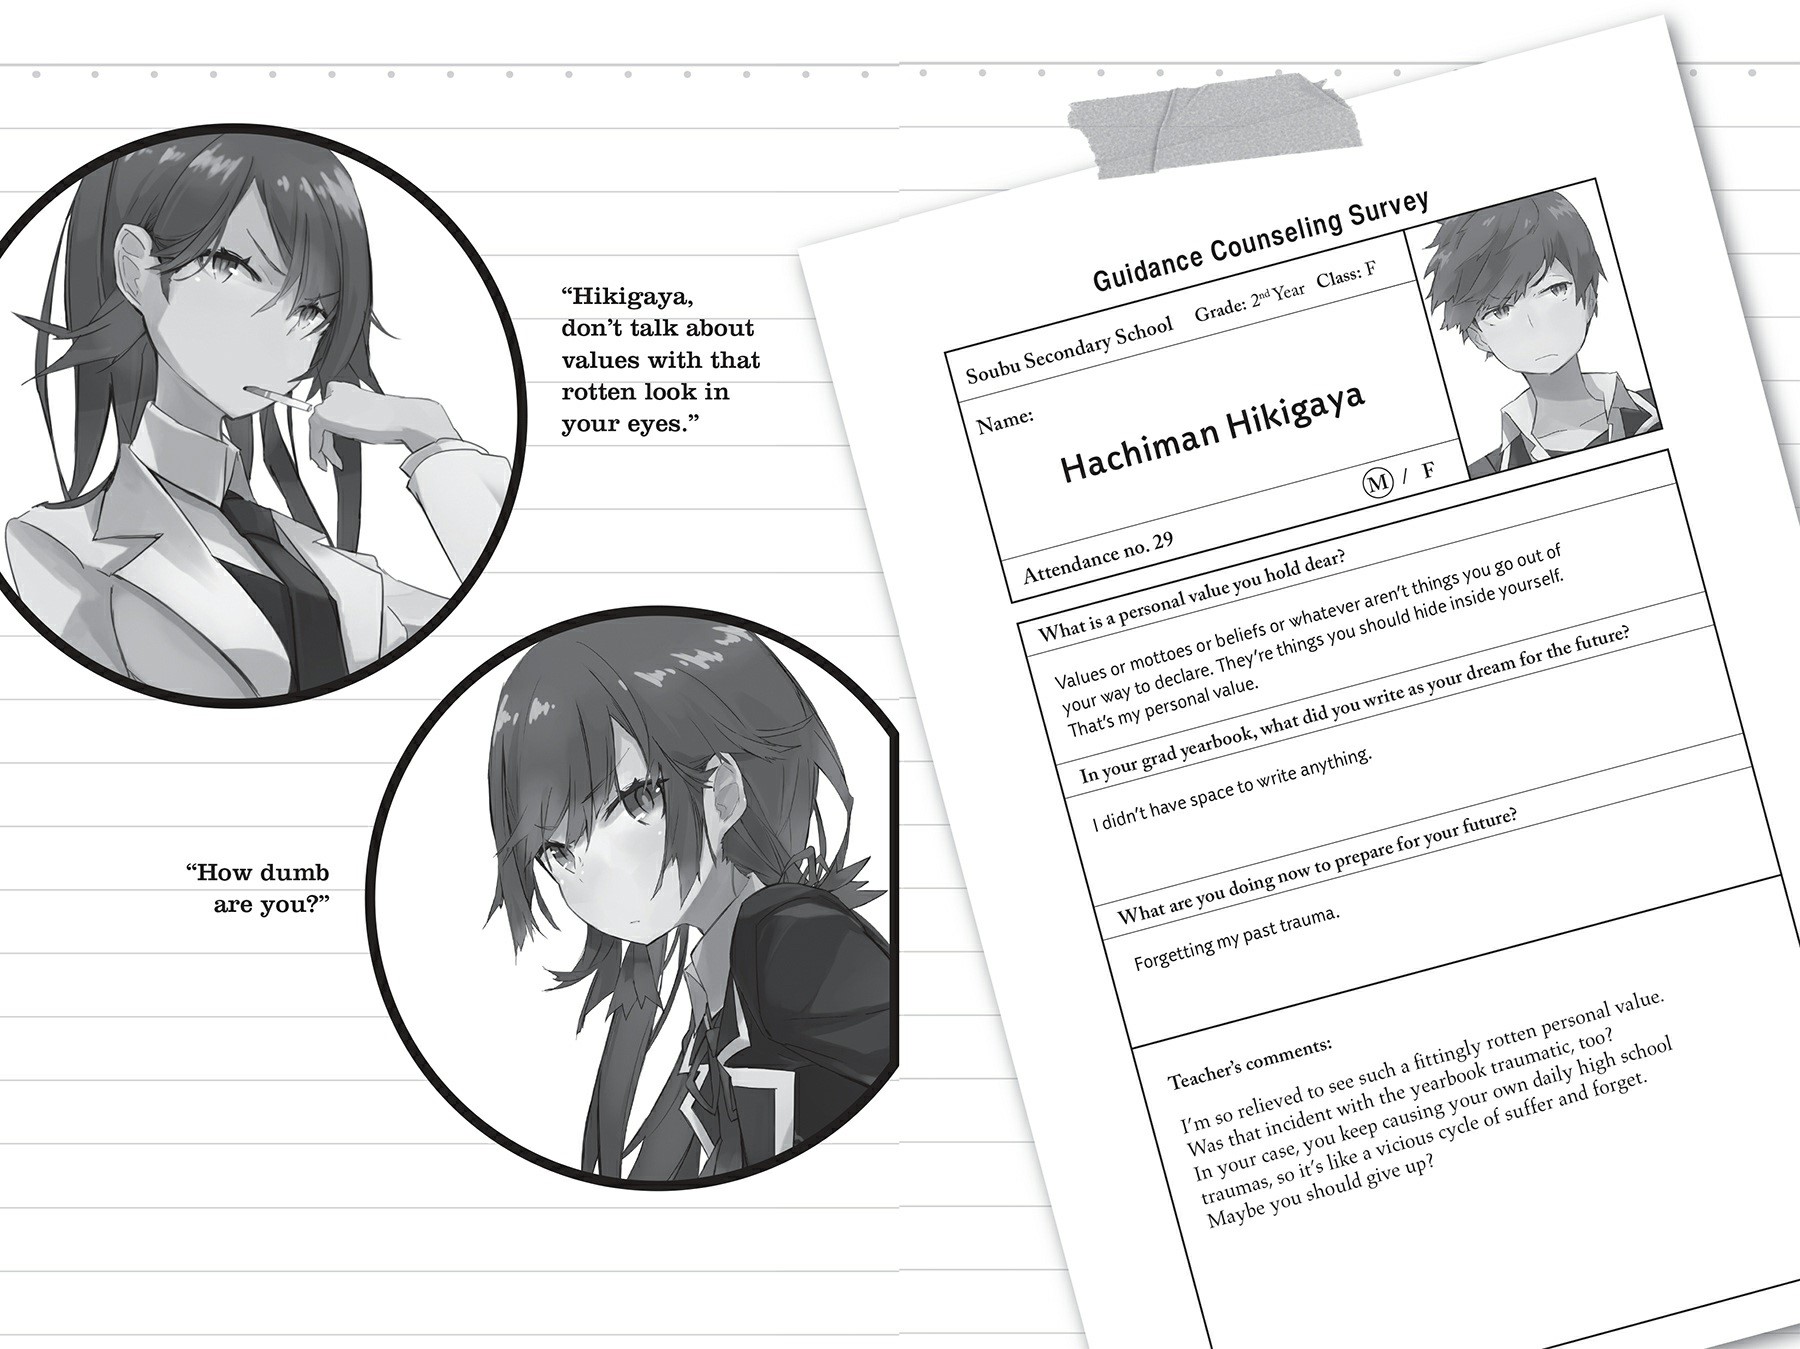 “Hikigaya,
don’t talk about
values with that
rotten look in
your eyes.”
“How dumb
are you?”
Guidance Counseling Survey
Soubu Secondary School Grade: 2nd Year Class: F
Name:
Hachiman Hikigaya
M / F
Attendance no. 29
What is a personal value you hold dear?
Values or mottoes or beliefs or whatever aren’t things you go out of
your way to declare. They’re things you should hide inside yourself.
That’s my personal value.
In your grad yearbook, what did you write as your dream for the future?
I didn’t have space to write anything.
What are you doing now to prepare for your future?
Forgetting my past trauma.
Teacher’s comments:
I’m so relieved to see such a fittingly rotten personal value.
Was that incident with the yearbook traumatic, too?
In your case, you keep causing your own daily high school
traumas, so it’s like a vicious cycle of suffer and forget.
Maybe you should give up?